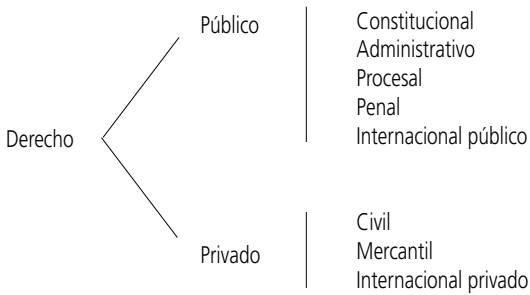 Derecho
Público
Constitucional
Administrativo
Procesal
Penal
Internacional público
Privado
Civil
Mercantil
Internacional privado